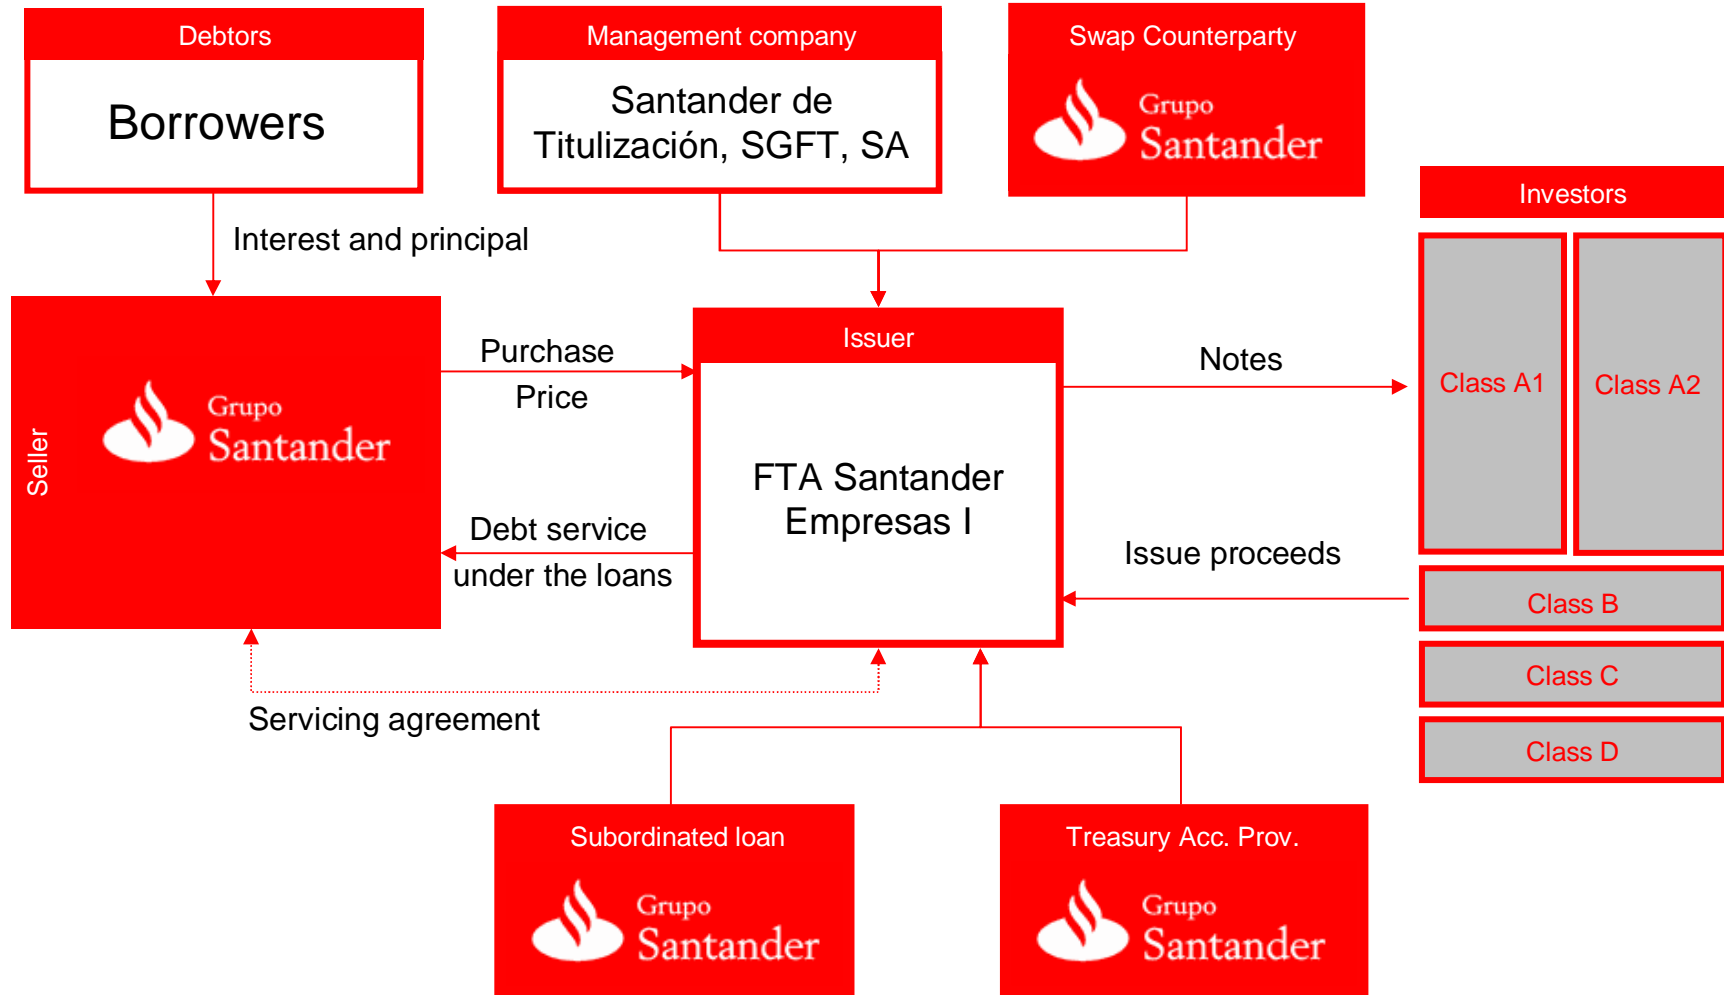 Debtors
Borrowers
Management company
Santander de
Titulización, SGFT, SA
Swap Counterparty
Grupo
Santander
Investors
Class A1
Class A2
Class B
Class C
Class D
Interest and principal
Seller
Grupo
Santander
Purchase
Price
Debt service
under the loans
Issuer
FTA Santander
Empresas I
Notes
Issue proceeds
Servicing agreement
Subordinated loan
Grupo
Santander
Treasury Acc. Prov.
Grupo
Santander